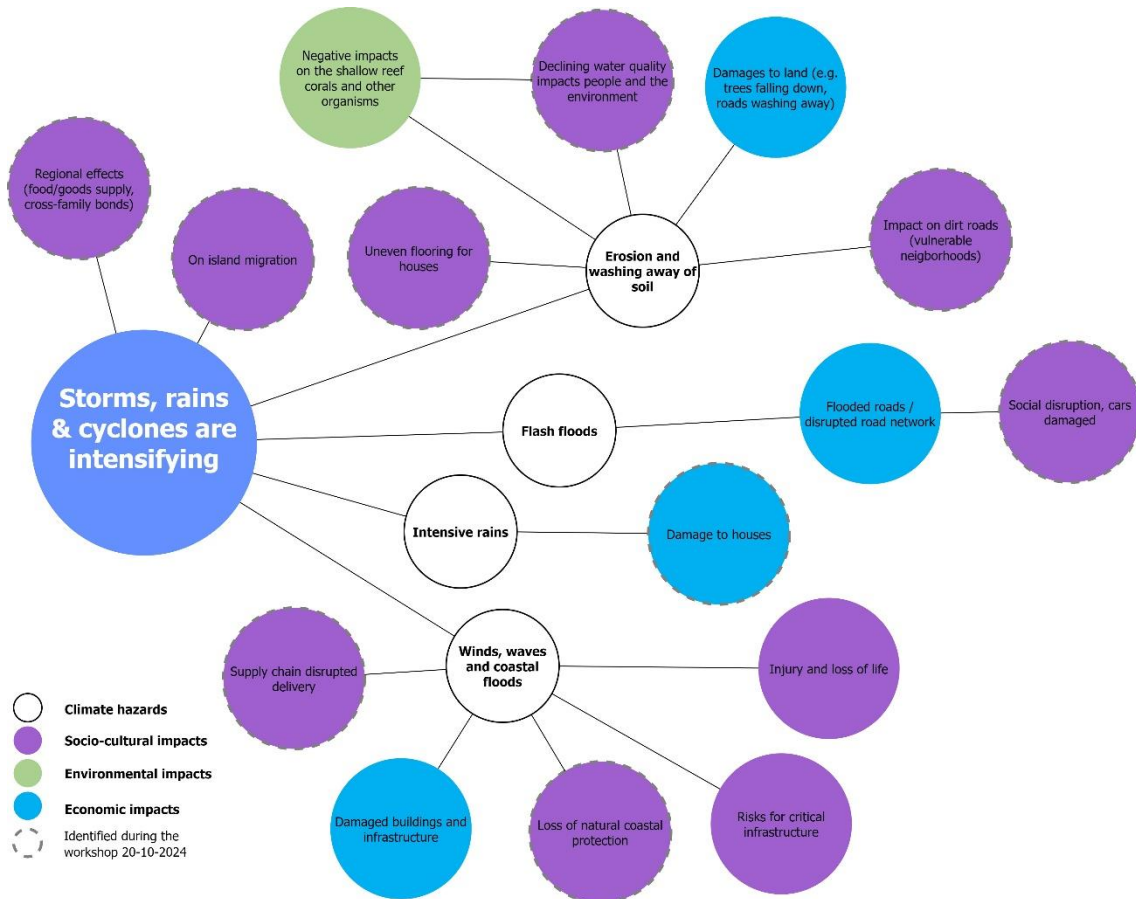 Negative impacts
on the shallow reef
corals and other
organisms
Declining water quality
impacts people and the
environment
Damages to land (e.g.
trees falling down,
roads washing away)
Regional effects
(food/goods supply,
cross-family bonds)
On island migration
Uneven flooring for
houses
Erosion and
washing away of
soil
Impact on dirt roads
(vulnerable
neigborhoods)
Storms, rains
& cyclones are
intensifying
Flash floods
Flooded roads /
disrupted road network
Social disruption, cars
damaged
Intensive rains
Damage to houses
Winds, waves
and coastal
floods
Supply chain disrupted
delivery
Injury and loss of life
Damaged buildings and
infrastructure
Loss of natural coastal
protection
Risks for critical
infrastructure
Climate hazards
Socio-cultural impacts
Environmental impacts
Economic impacts
Identified during the
workshop 20-10-2024